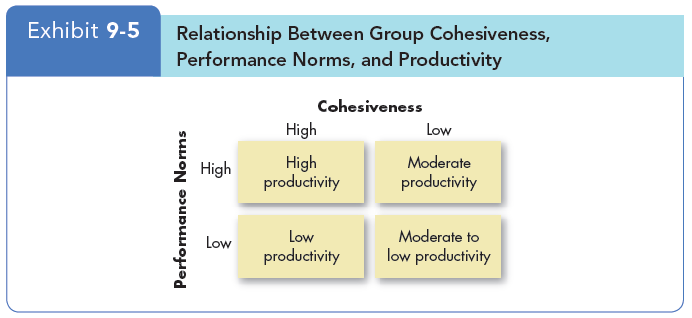 Exhibit 9-5
Relationship Between Group Cohesiveness,
Performance Norms, and Productivity
Cohesiveness
High
Low
Performance Norms
High
High
productivity
Moderate
productivity
Low
Low
productivity
Moderate to
low productivity